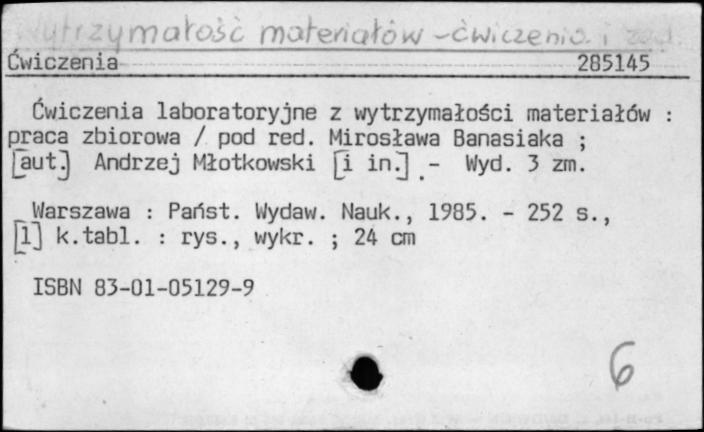 Wytrzymałość materiałów - ćwiczenia i zad.
Ćwiczenia 285145
Ćwiczenia laboratoryjne z wytrzymałości materiałów :
praca zbiorowa / pod red. Mirosława Banasiaka ;
[aut.] Andrzej Młotkowski [i in.] . - Wyd. 3 zm.
Warszawa : Państ. Wydaw. Nauk., 1985. - 252 s.,
[1] k.tabl. : rys., wykr. ; 24 cm
ISBN 83-01-05129-9
6